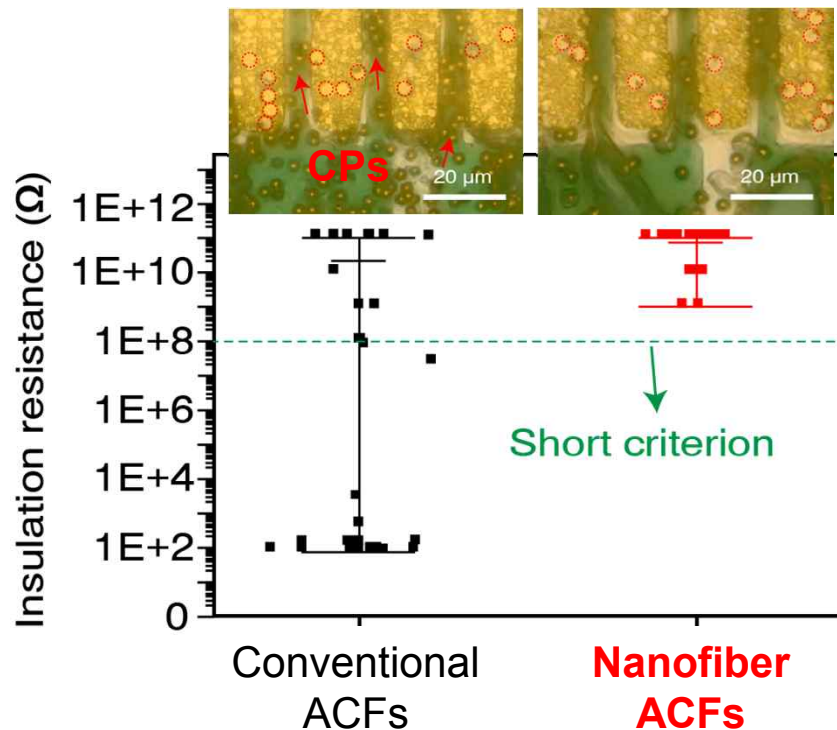 CPs
20 µm
20 µm
Insulation resistance (Ω)
1E+12
1E+10
1E+8
1E+6
1E+4
1E+2
0
Short criterion
Conventional
ACFs
Nanofiber
ACFs